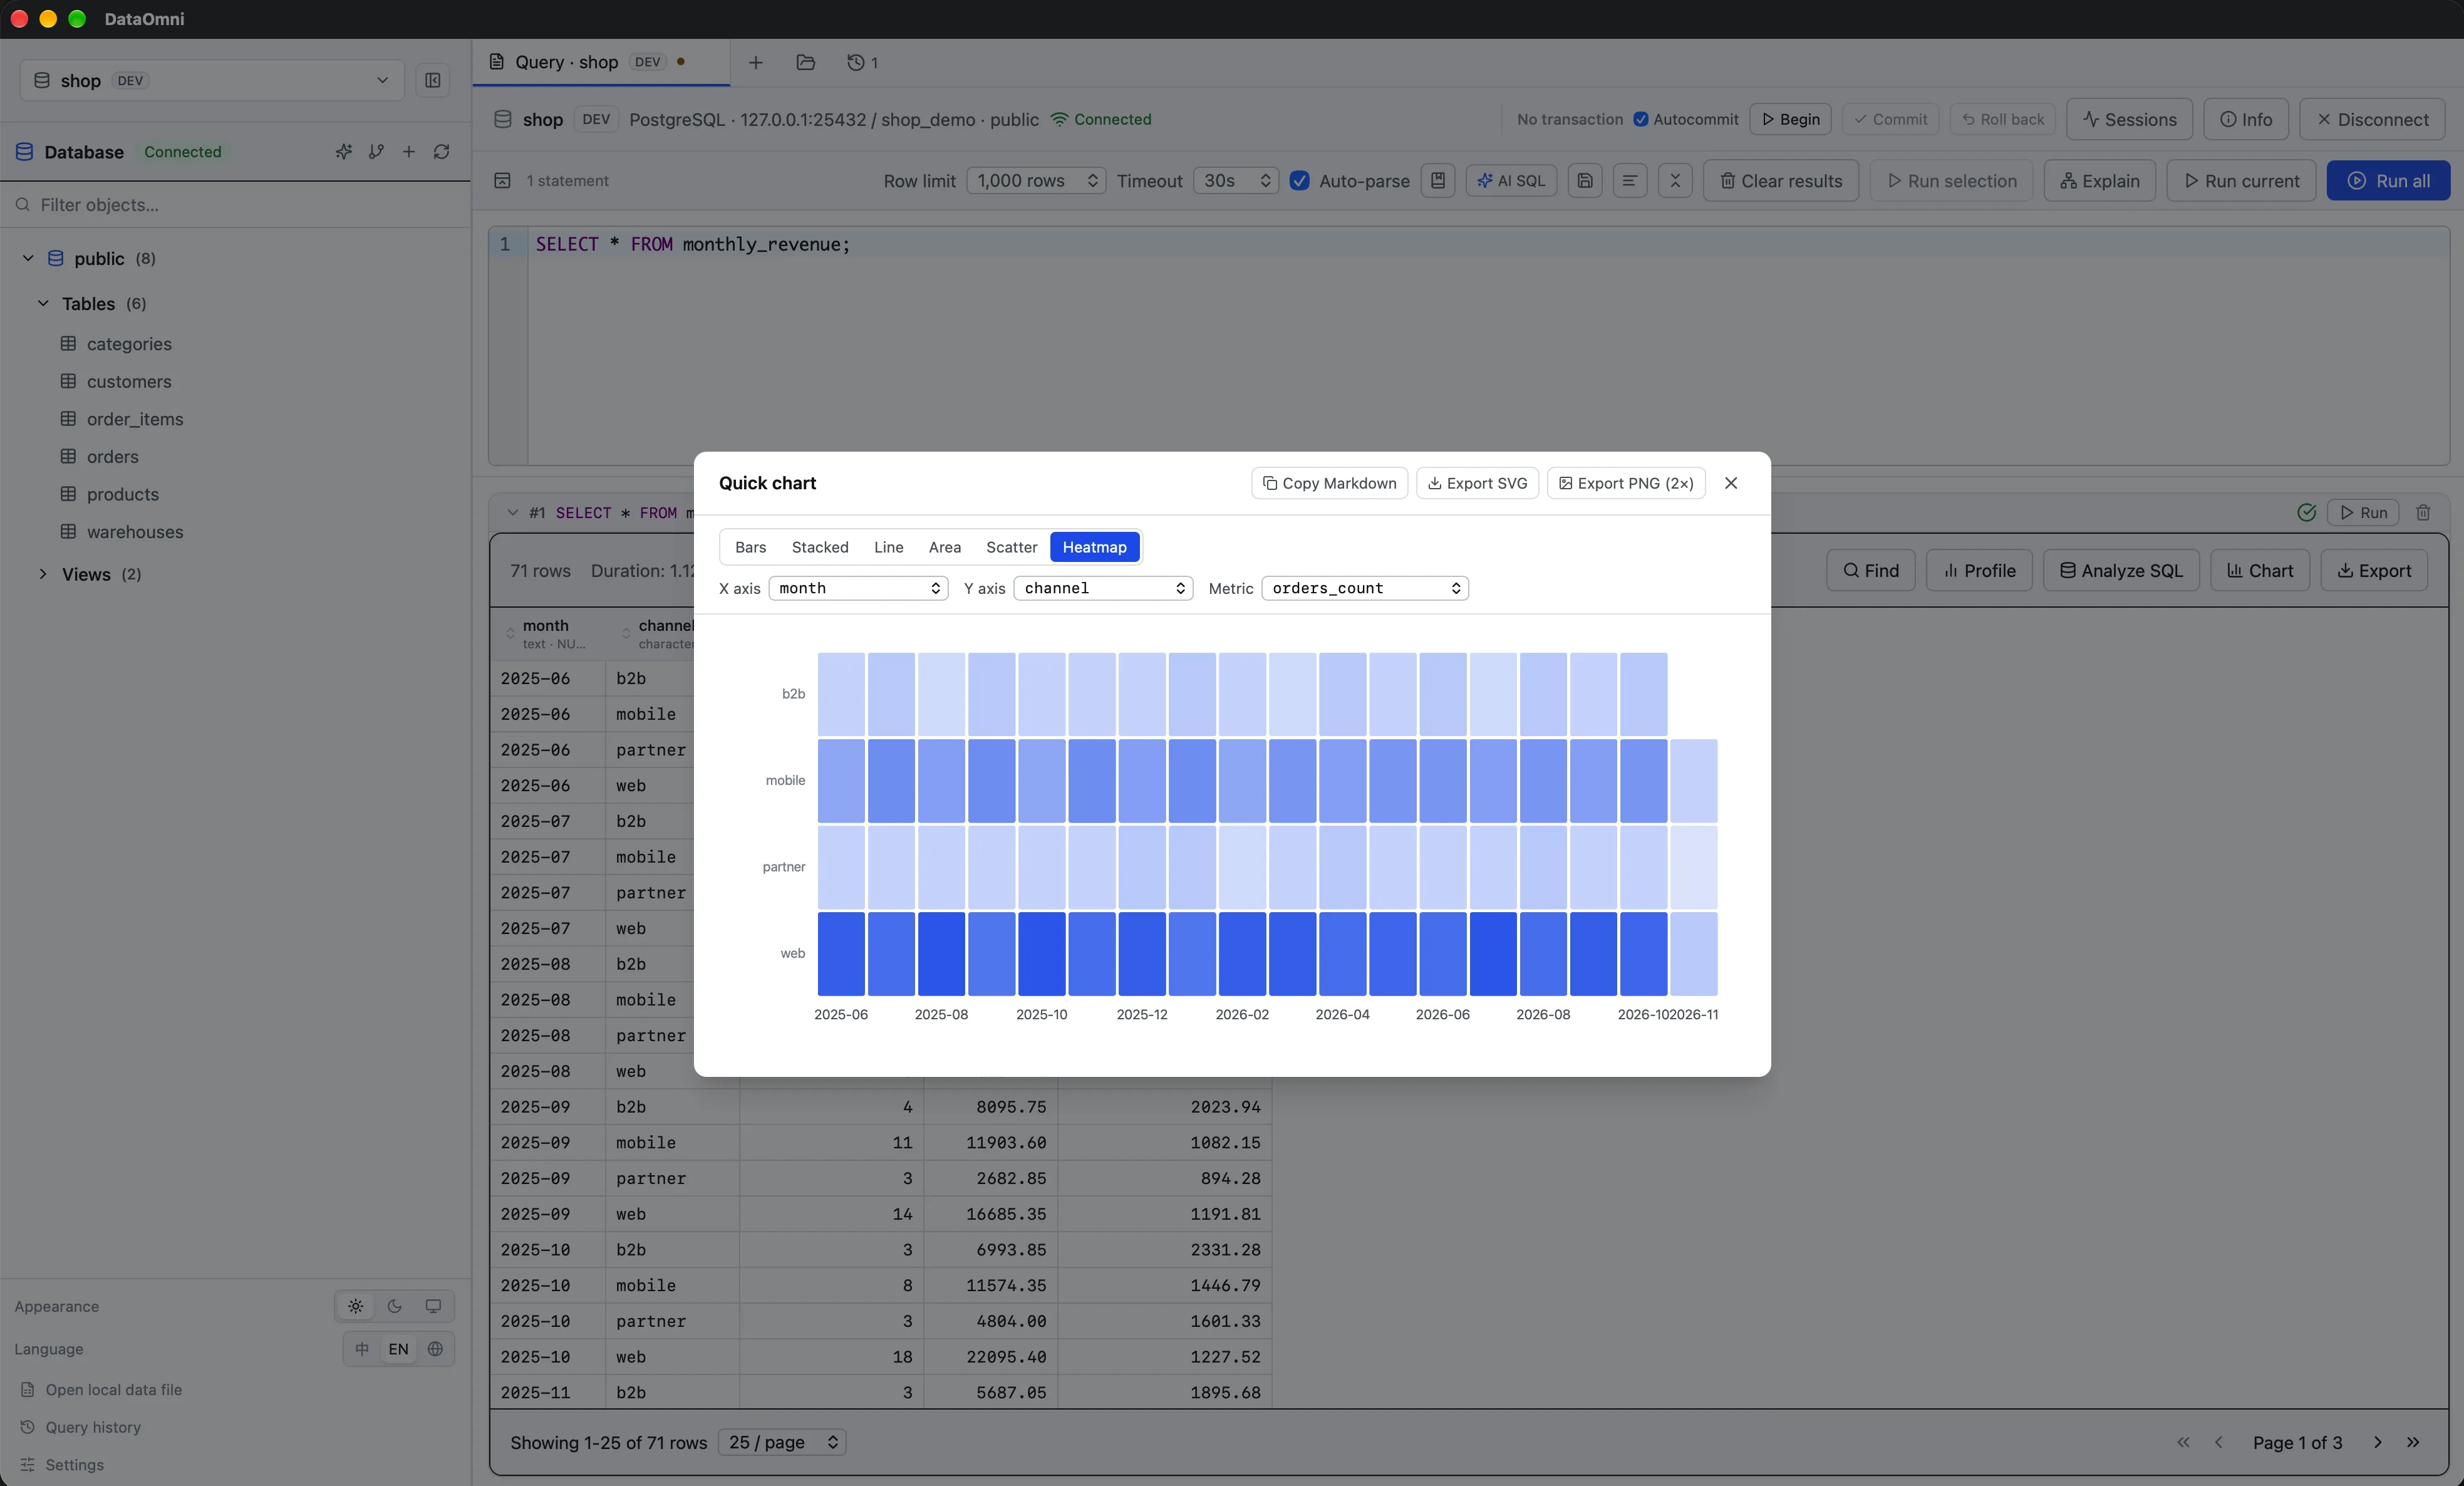 DataOmni
shop DEV
Query · shop DEV
1
shop DEV PostgreSQL · 127.0.0.1:25432 / shop_demo · public Connected
No transaction Autocommit Begin Commit Roll back Sessions Info Disconnect
Database Connected
1 statement
Row limit 1,000 rows Timeout 30s Auto-parse AI SQL Clear results Run selection Explain Run current Run all
Filter objects...
public (8)
Tables (6)
categories
customers
order_items
orders
products
warehouses
Views (2)
1 SELECT * FROM monthly_revenue;
Quick chart
Copy Markdown Export SVG Export PNG (2×)
#1 SELECT * FROM
Run
Bars Stacked Line Area Scatter Heatmap
X axis month Y axis channel Metric orders_count
71 rows Duration:
Find Profile Analyze SQL Chart Export
month channel
text · NU...
b2b
mobile
partner
web
2025-06 2025-08 2025-10 2025-12 2026-02 2026-04 2026-06 2026-08 2026-10 2026-11
2025-06 b2b
2025-06 mobile
2025-06 partner
2025-06 web
2025-07 b2b
2025-07 mobile
2025-07 partner
2025-07 web
2025-08 b2b
2025-08 mobile
2025-08 partner
2025-08 web
2025-09 b2b 4 8095.75 2023.94
2025-09 mobile 11 11903.60 1082.15
2025-09 partner 3 2682.85 894.28
2025-09 web 14 16685.35 1191.81
2025-10 b2b 3 6993.85 2331.28
2025-10 mobile 8 11574.35 1446.79
2025-10 partner 3 4804.00 1601.33
2025-10 web 18 22095.40 1227.52
2025-11 b2b 3 5687.05 1895.68
Showing 1-25 of 71 rows 25 / page
Page 1 of 3
Appearance
Language 中 EN
Open local data file
Query history
Settings